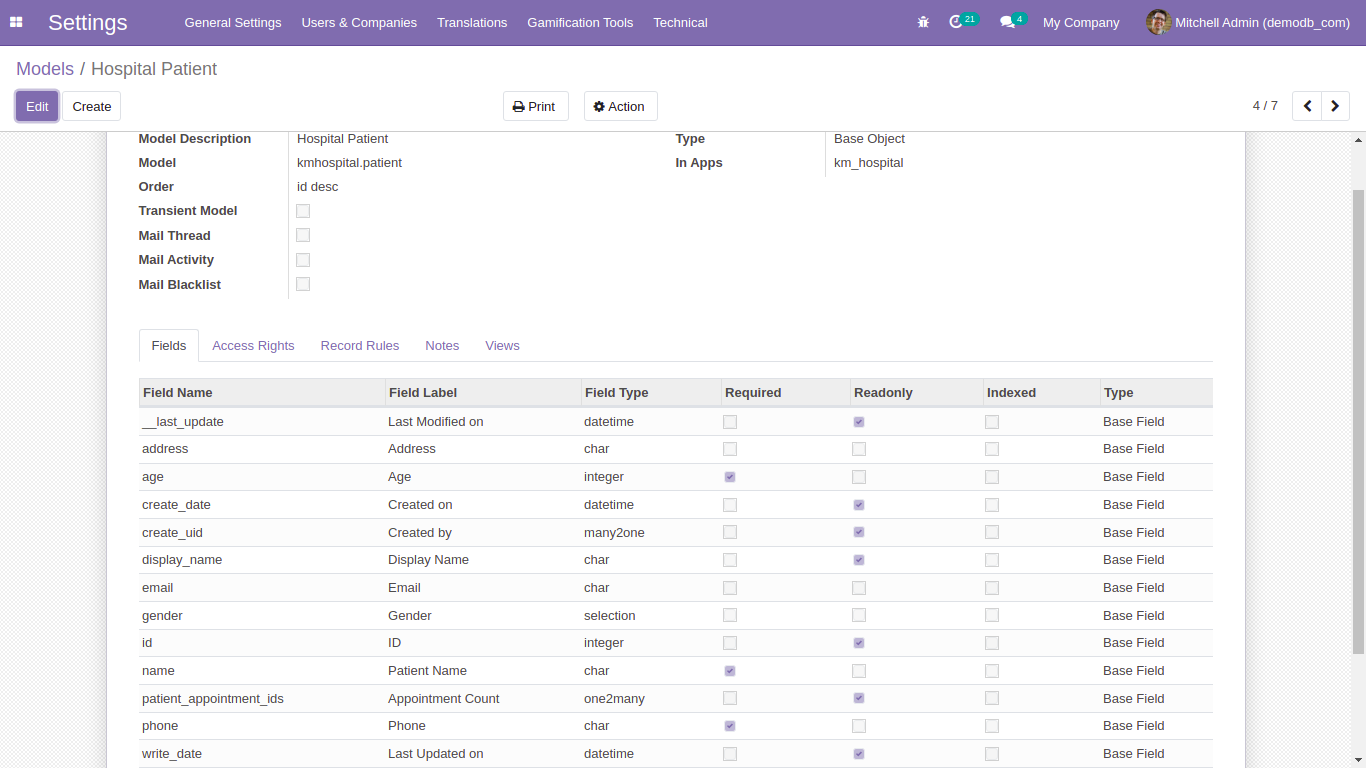 Settings General Settings Users & Companies Translations Gamification Tools Technical 21 4 My Company Mitchell Admin (demodb_com)
Models / Hospital Patient
Edit Create Print Action 4 / 7
Model Description Hospital Patient Type Base Object
Model kmhospital.patient In Apps km_hospital
Order id desc
Transient Model
Mail Thread
Mail Activity
Mail Blacklist
Fields Access Rights Record Rules Notes Views
Field Name Field Label Field Type Required Readonly Indexed Type
__last_update Last Modified on datetime Base Field
address Address char Base Field
age Age integer Base Field
create_date Created on datetime Base Field
create_uid Created by many2one Base Field
display_name Display Name char Base Field
email Email char Base Field
gender Gender selection Base Field
id ID integer Base Field
name Patient Name char Base Field
patient_appointment_ids Appointment Count one2many Base Field
phone Phone char Base Field
write_date Last Updated on datetime Base Field